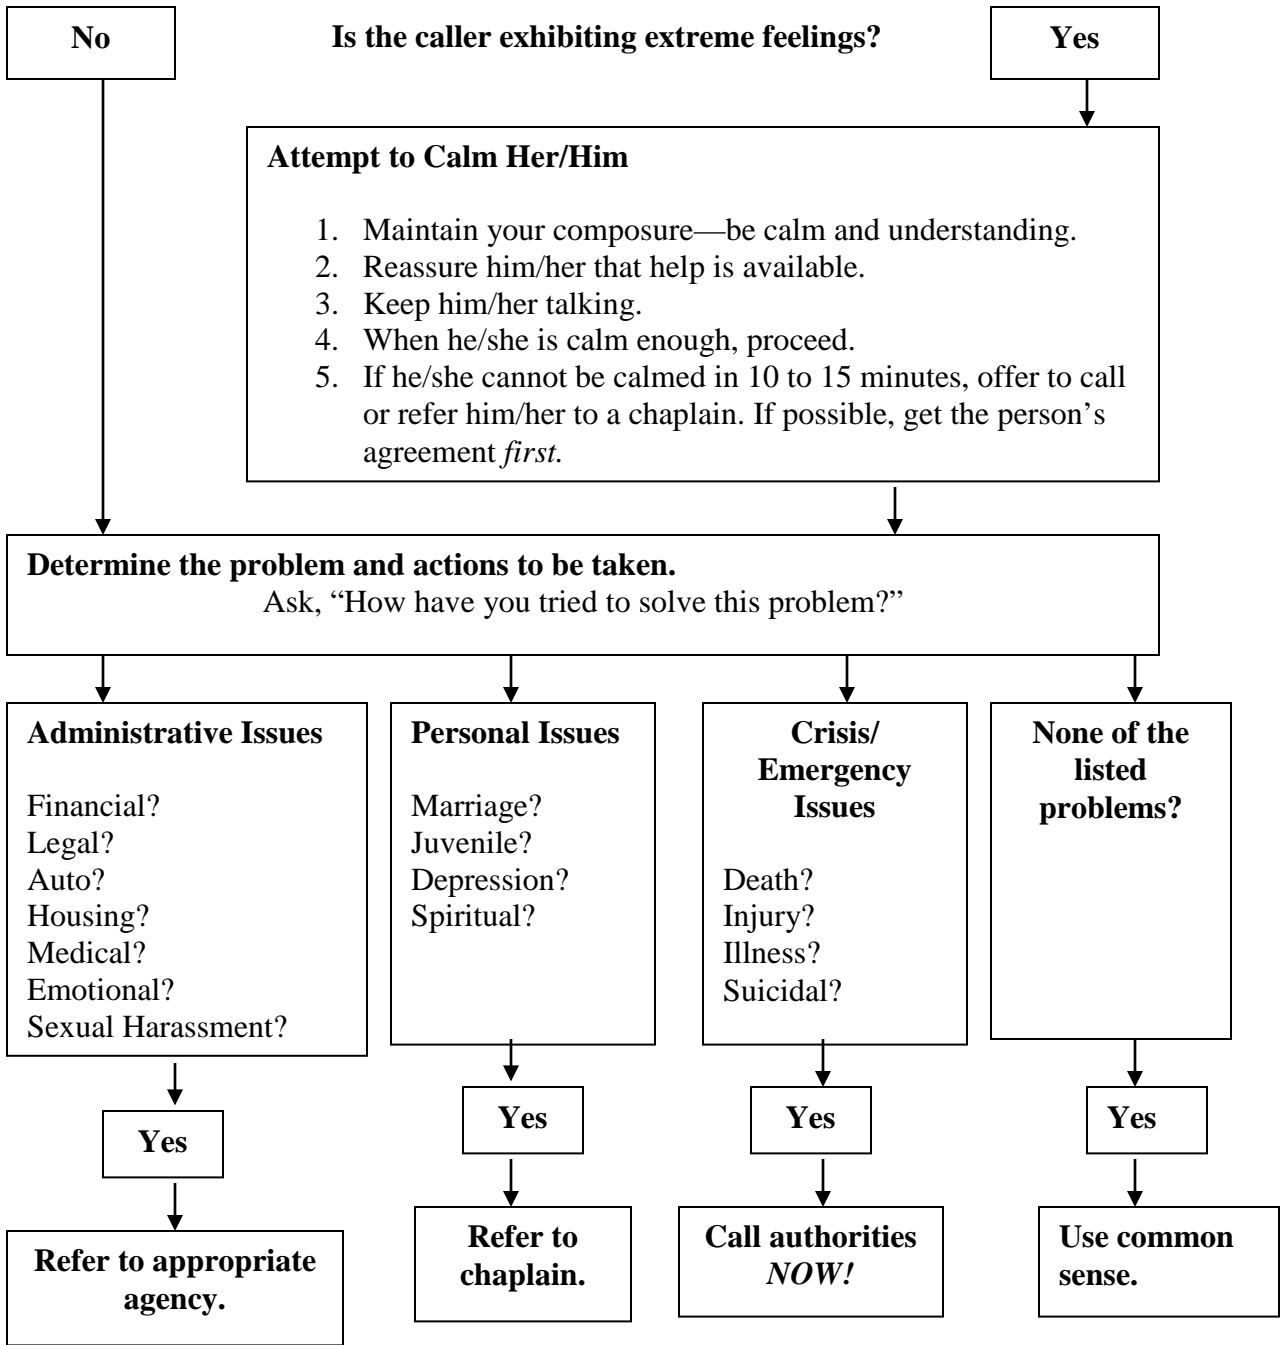 No
Is the caller exhibiting extreme feelings?
Yes
Attempt to Calm Her/Him
1. Maintain your composure—be calm and understanding.
2. Reassure him/her that help is available.
3. Keep him/her talking.
4. When he/she is calm enough, proceed.
5. If he/she cannot be calmed in 10 to 15 minutes, offer to call
or refer him/her to a chaplain. If possible, get the person’s
agreement first.
Determine the problem and actions to be taken.
Ask, “How have you tried to solve this problem?”
Administrative Issues
Financial?
Legal?
Auto?
Housing?
Medical?
Emotional?
Sexual Harassment?
Yes
Refer to appropriate
agency.
Personal Issues
Marriage?
Juvenile?
Depression?
Spiritual?
Yes
Refer to
chaplain.
Crisis/
Emergency
Issues
Death?
Injury?
Illness?
Suicidal?
Yes
Call authorities
NOW!
None of the
listed
problems?
Yes
Use common
sense.